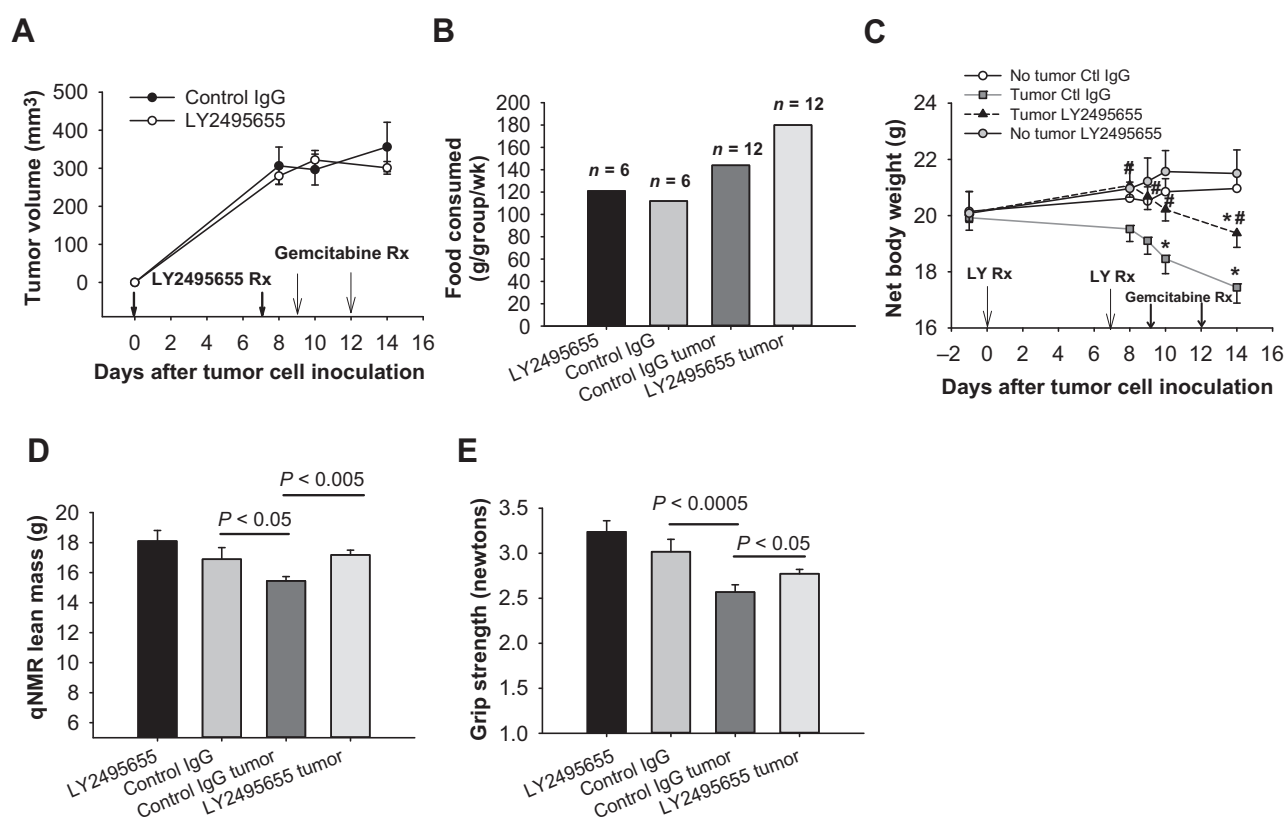 A
Tumor volume (mm3)
500
400
300
200
100
0
Control IgG
LY2495655
LY2495655 Rx
Gemcitabine Rx
0 2 4 6 8 10 12 14 16
Days after tumor cell inoculation
B
Food consumed
(g/group/wk)
200
180
160
140
120
100
80
60
40
20
0
n = 6
n = 6
n = 12
n = 12
LY2495655
Control IgG
Control IgG tumor
LY2495655 tumor
C
No tumor Ctl IgG
Tumor Ctl IgG
Tumor LY2495655
No tumor LY2495655
Net body weight (g)
24
22
20
18
16
#
#
#
*#
*
*
LY Rx
LY Rx
Gemcitabine Rx
–2 0 2 4 6 8 10 12 14 16
Days after tumor cell inoculation
D
qNMR lean mass (g)
20
18
16
14
12
10
8
6
P < 0.005
P < 0.05
LY2495655
Control IgG
Control IgG tumor
LY2495655 tumor
E
Grip strength (newtons)
3.5
3.0
2.5
2.0
1.5
1.0
P < 0.0005
P < 0.05
LY2495655
Control IgG
Control IgG tumor
LY2495655 tumor